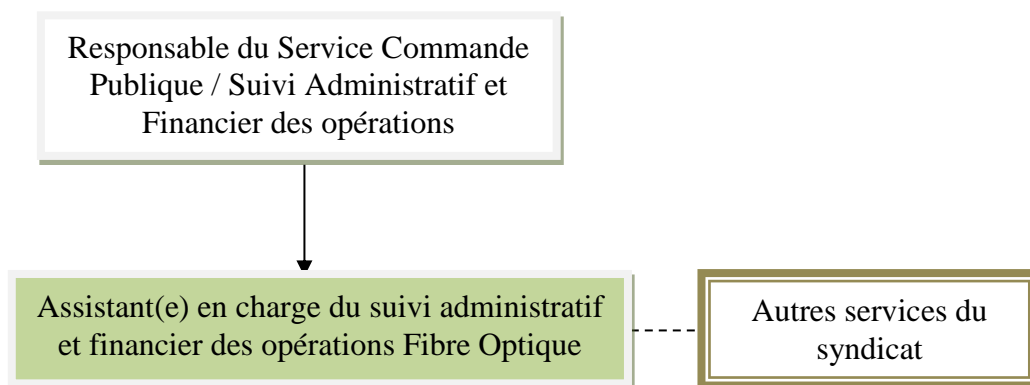 Responsable du Service Commande
Publique / Suivi Administratif et
Financier des opérations
Assistant(e) en charge du suivi administratif
et financier des opérations Fibre Optique
Autres services du
syndicat